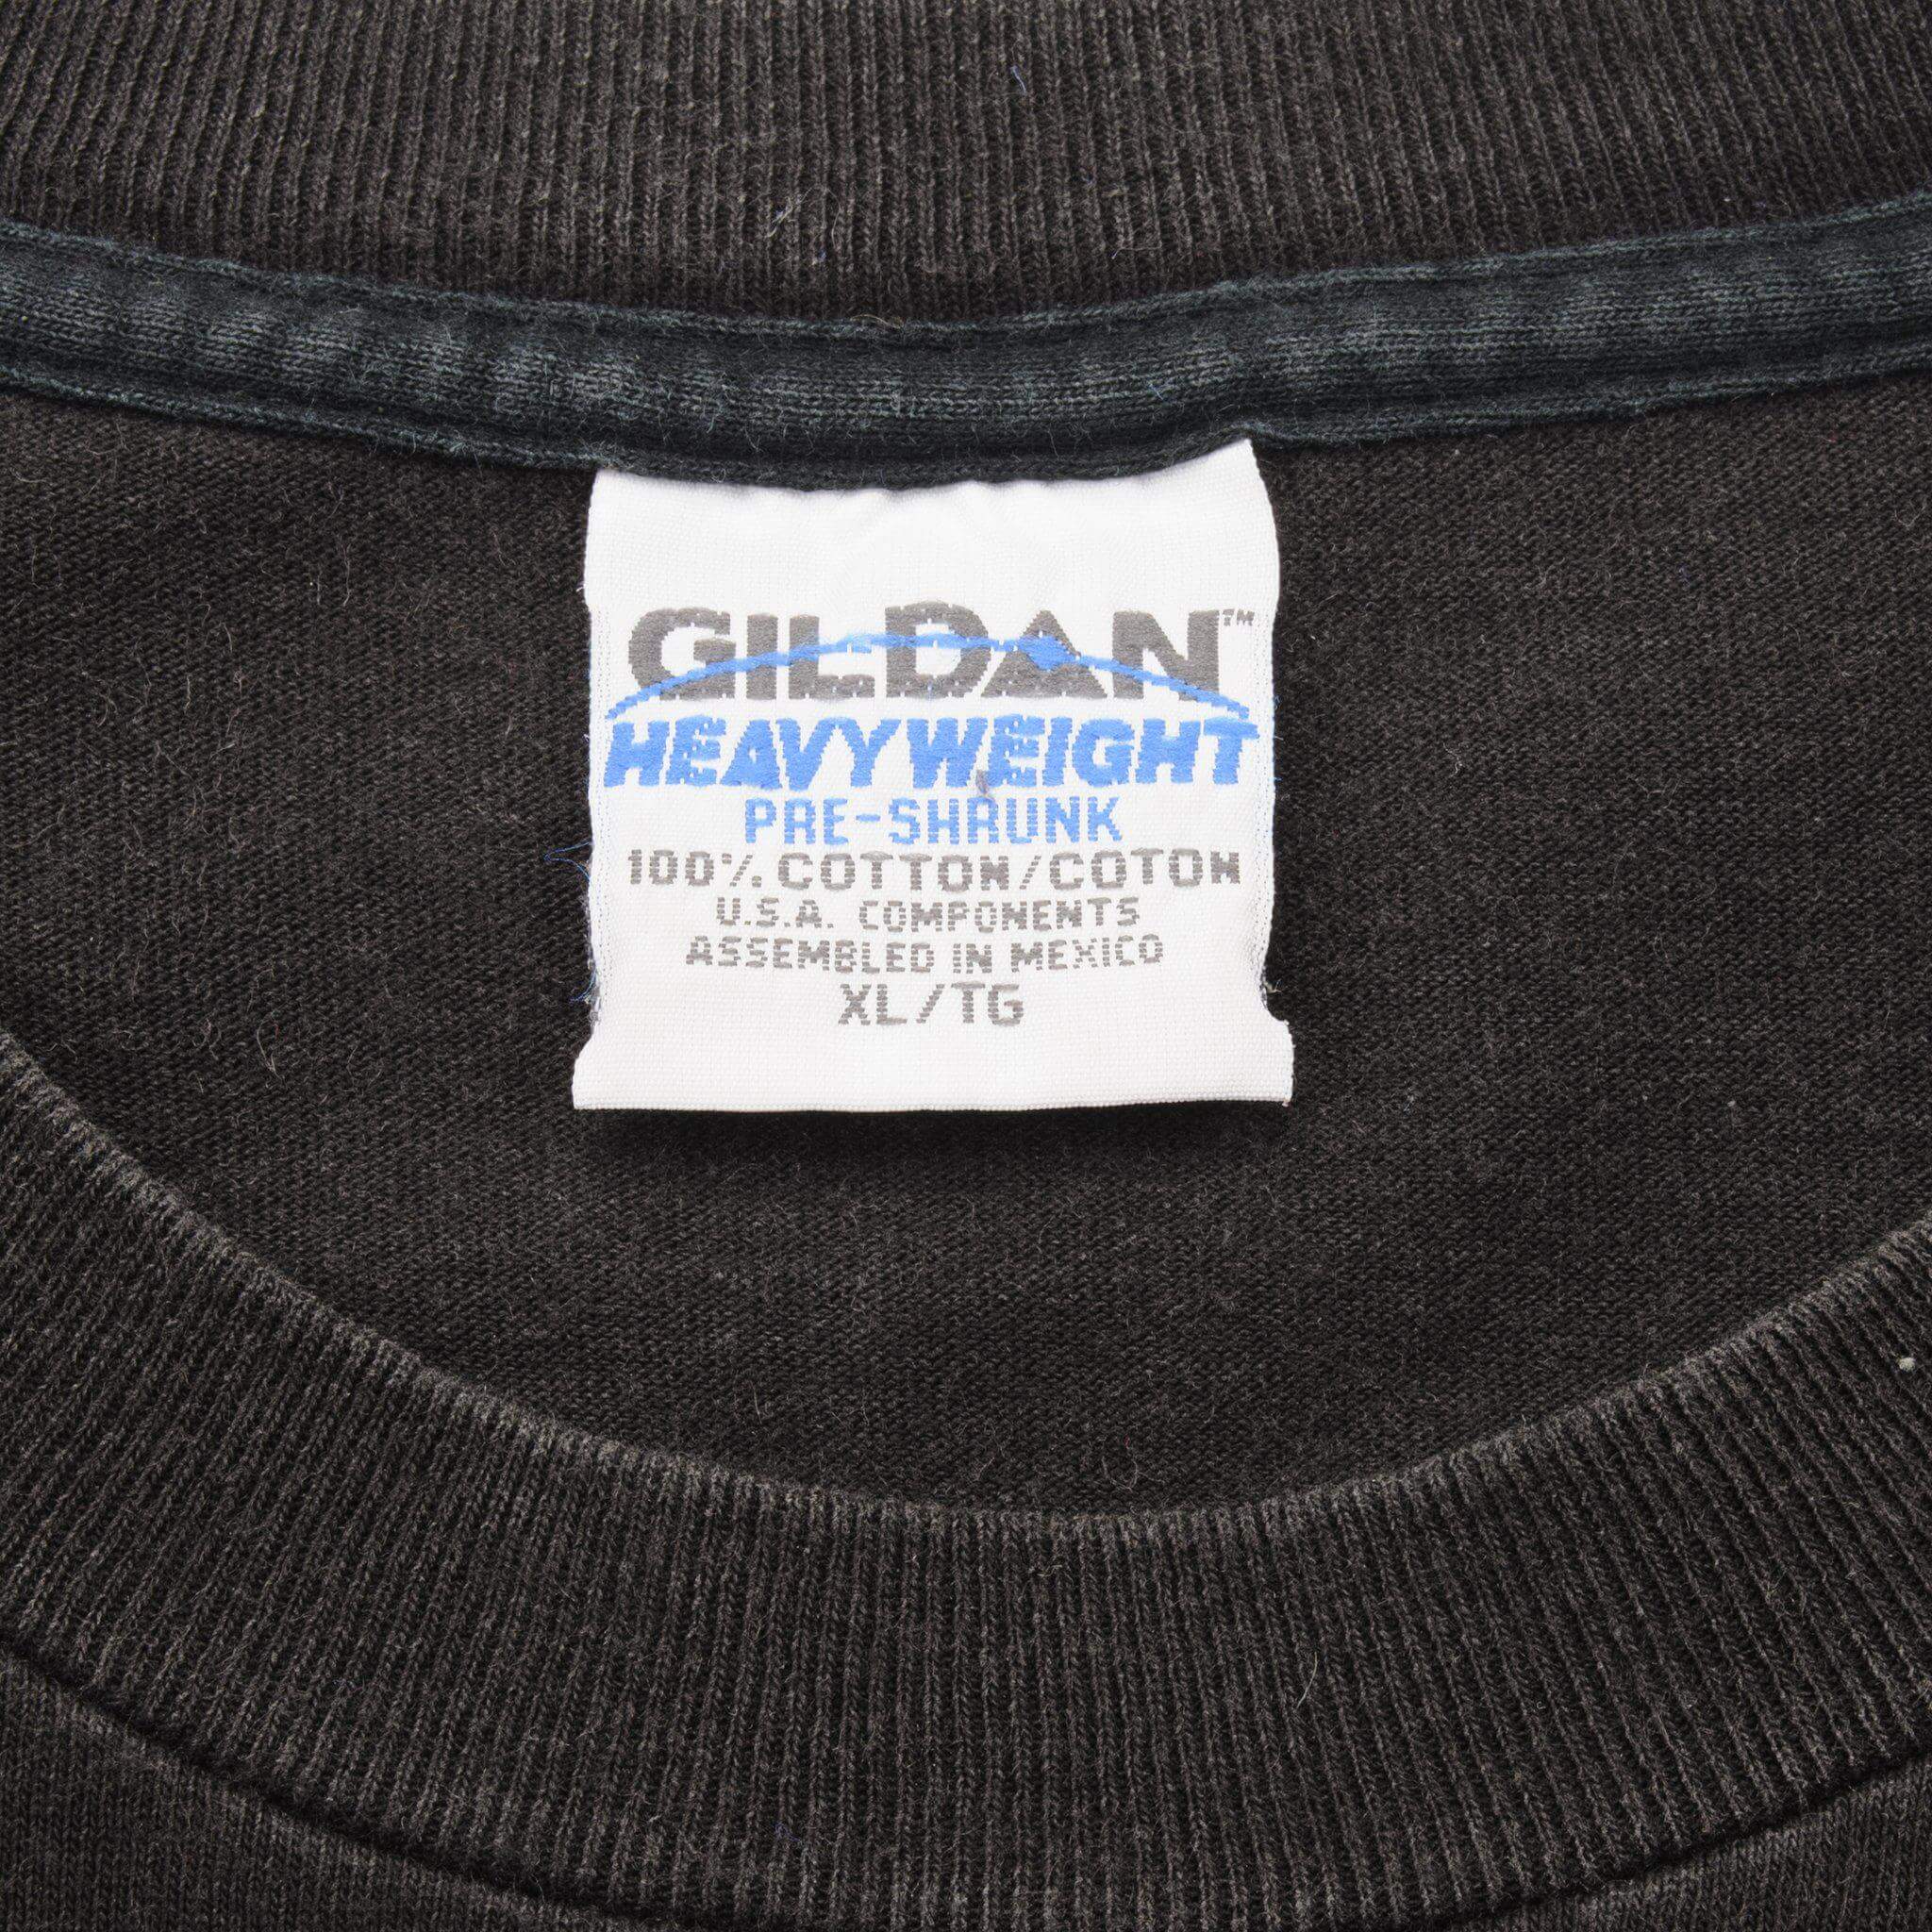 GILDAN™
HEAVYWEIGHT
PRE-SHRUNK
100% COTTON/COTON
U.S.A. COMPONENTS
ASSEMBLED IN MEXICO
XL/TG